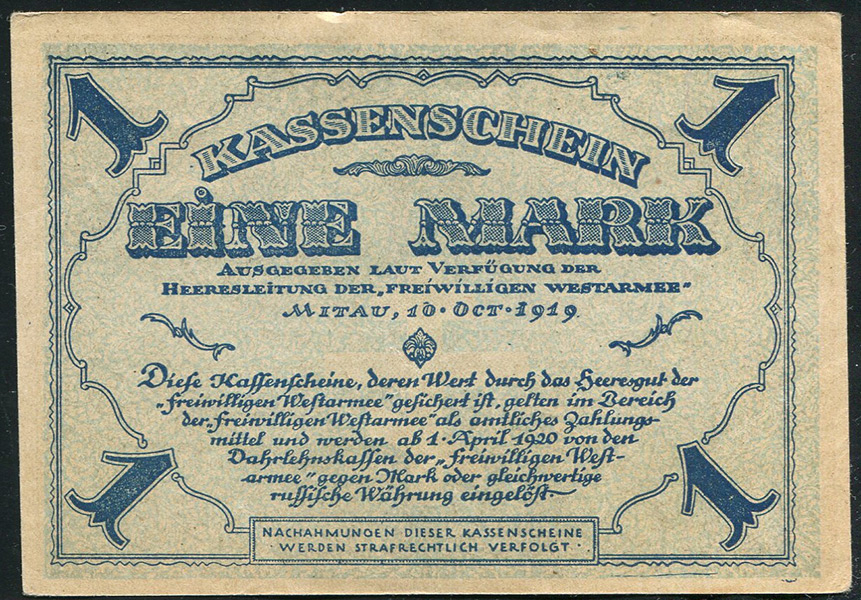 1 1
KASSENSCHEIN
EINE MARK
AUSGEGEBEN LAUT VERFÜGUNG DER
HEERESLEITUNG DER „FREIWILLIGEN WESTARMEE"
MITAU, 10. OCT. 1919
Diese Kassenscheine, deren Wert durch das Heeresgut der
„freiwilligen Westarmee" gesichert ist, gelten im Bereich
der „freiwilligen Westarmee" als amtliches Zahlungs-
mittel und werden ab 1. April 1920 von den
Dahrlehnskassen der „freiwilligen West-
armee" gegen Mark oder gleichwertige
russische Währung eingelöst.
1 1
NACHAHMUNGEN DIESER KASSENSCHEINE
· WERDEN STRAFRECHTLICH VERFOLGT ·